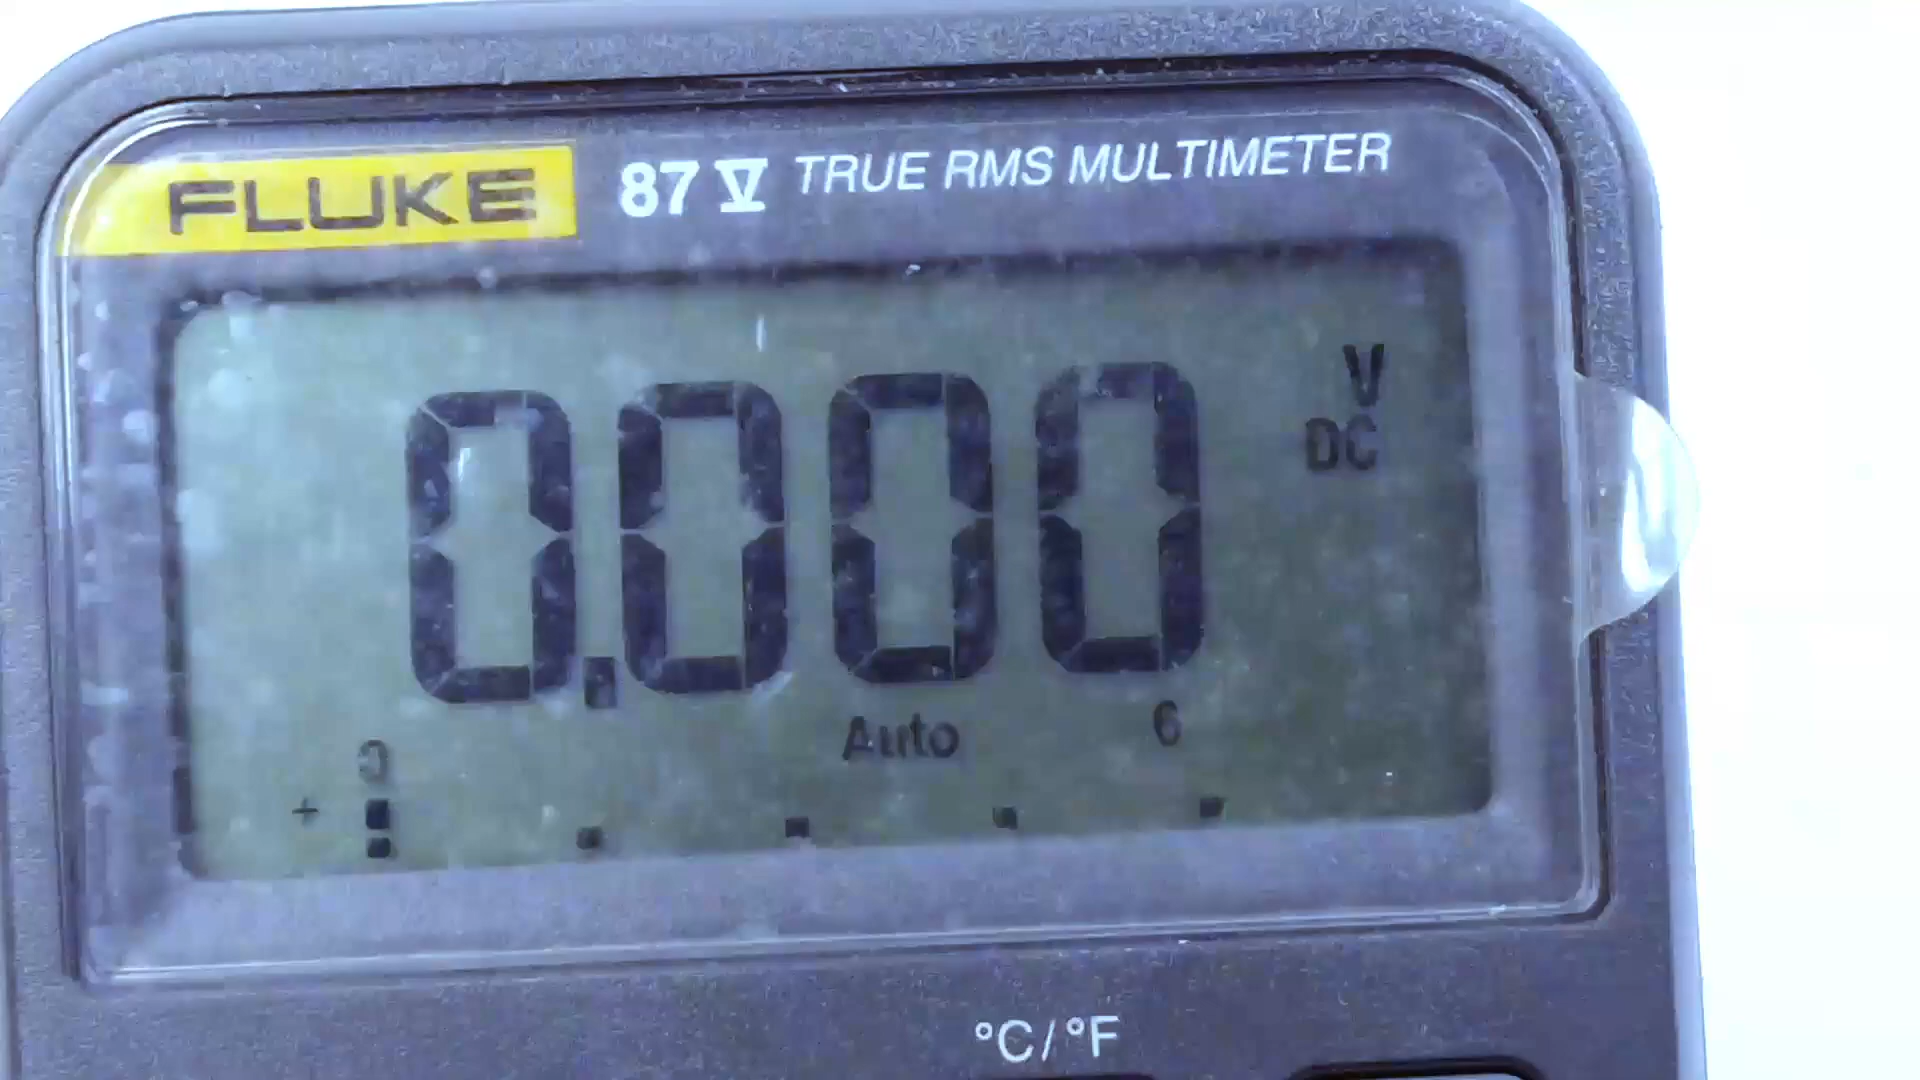 FLUKE 87 V TRUE RMS MULTIMETER
0.000 V
DC
Auto 6
0
+
°C/°F